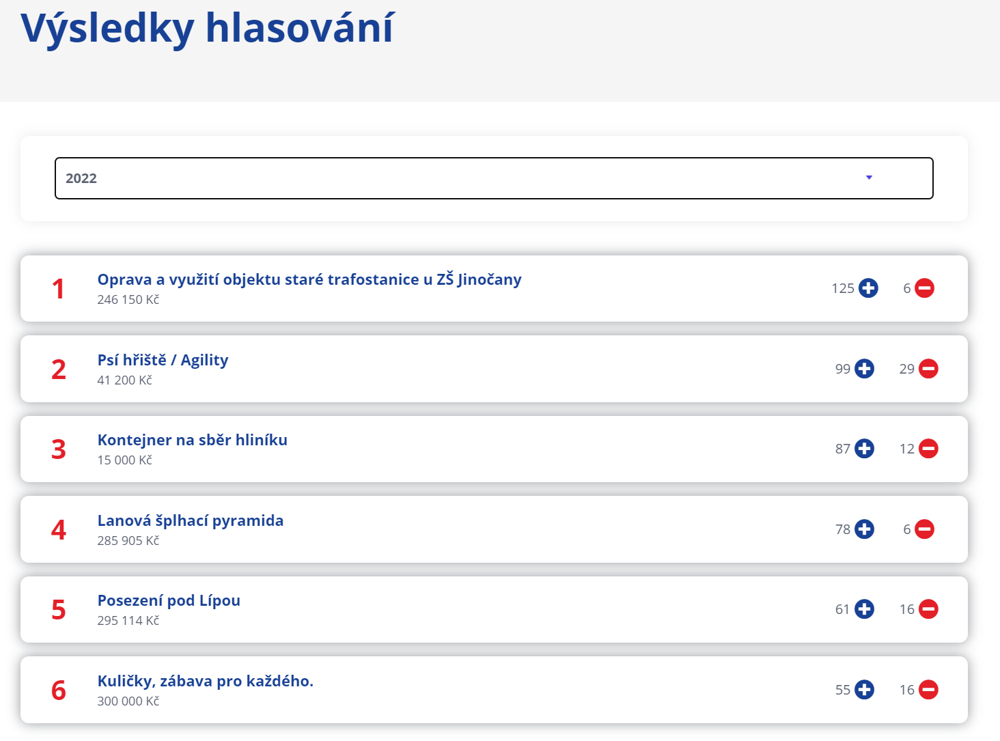 Výsledky hlasování
2022
1
Oprava a využití objektu staré trafostanice u ZŠ Jinočany
246 150 Kč
125 6
2
Psí hřiště / Agility
41 200 Kč
99 29
3
Kontejner na sběr hliníku
15 000 Kč
87 12
4
Lanová šplhací pyramida
285 905 Kč
78 6
5
Posezení pod Lípou
295 114 Kč
61 16
6
Kuličky, zábava pro každého.
300 000 Kč
55 16